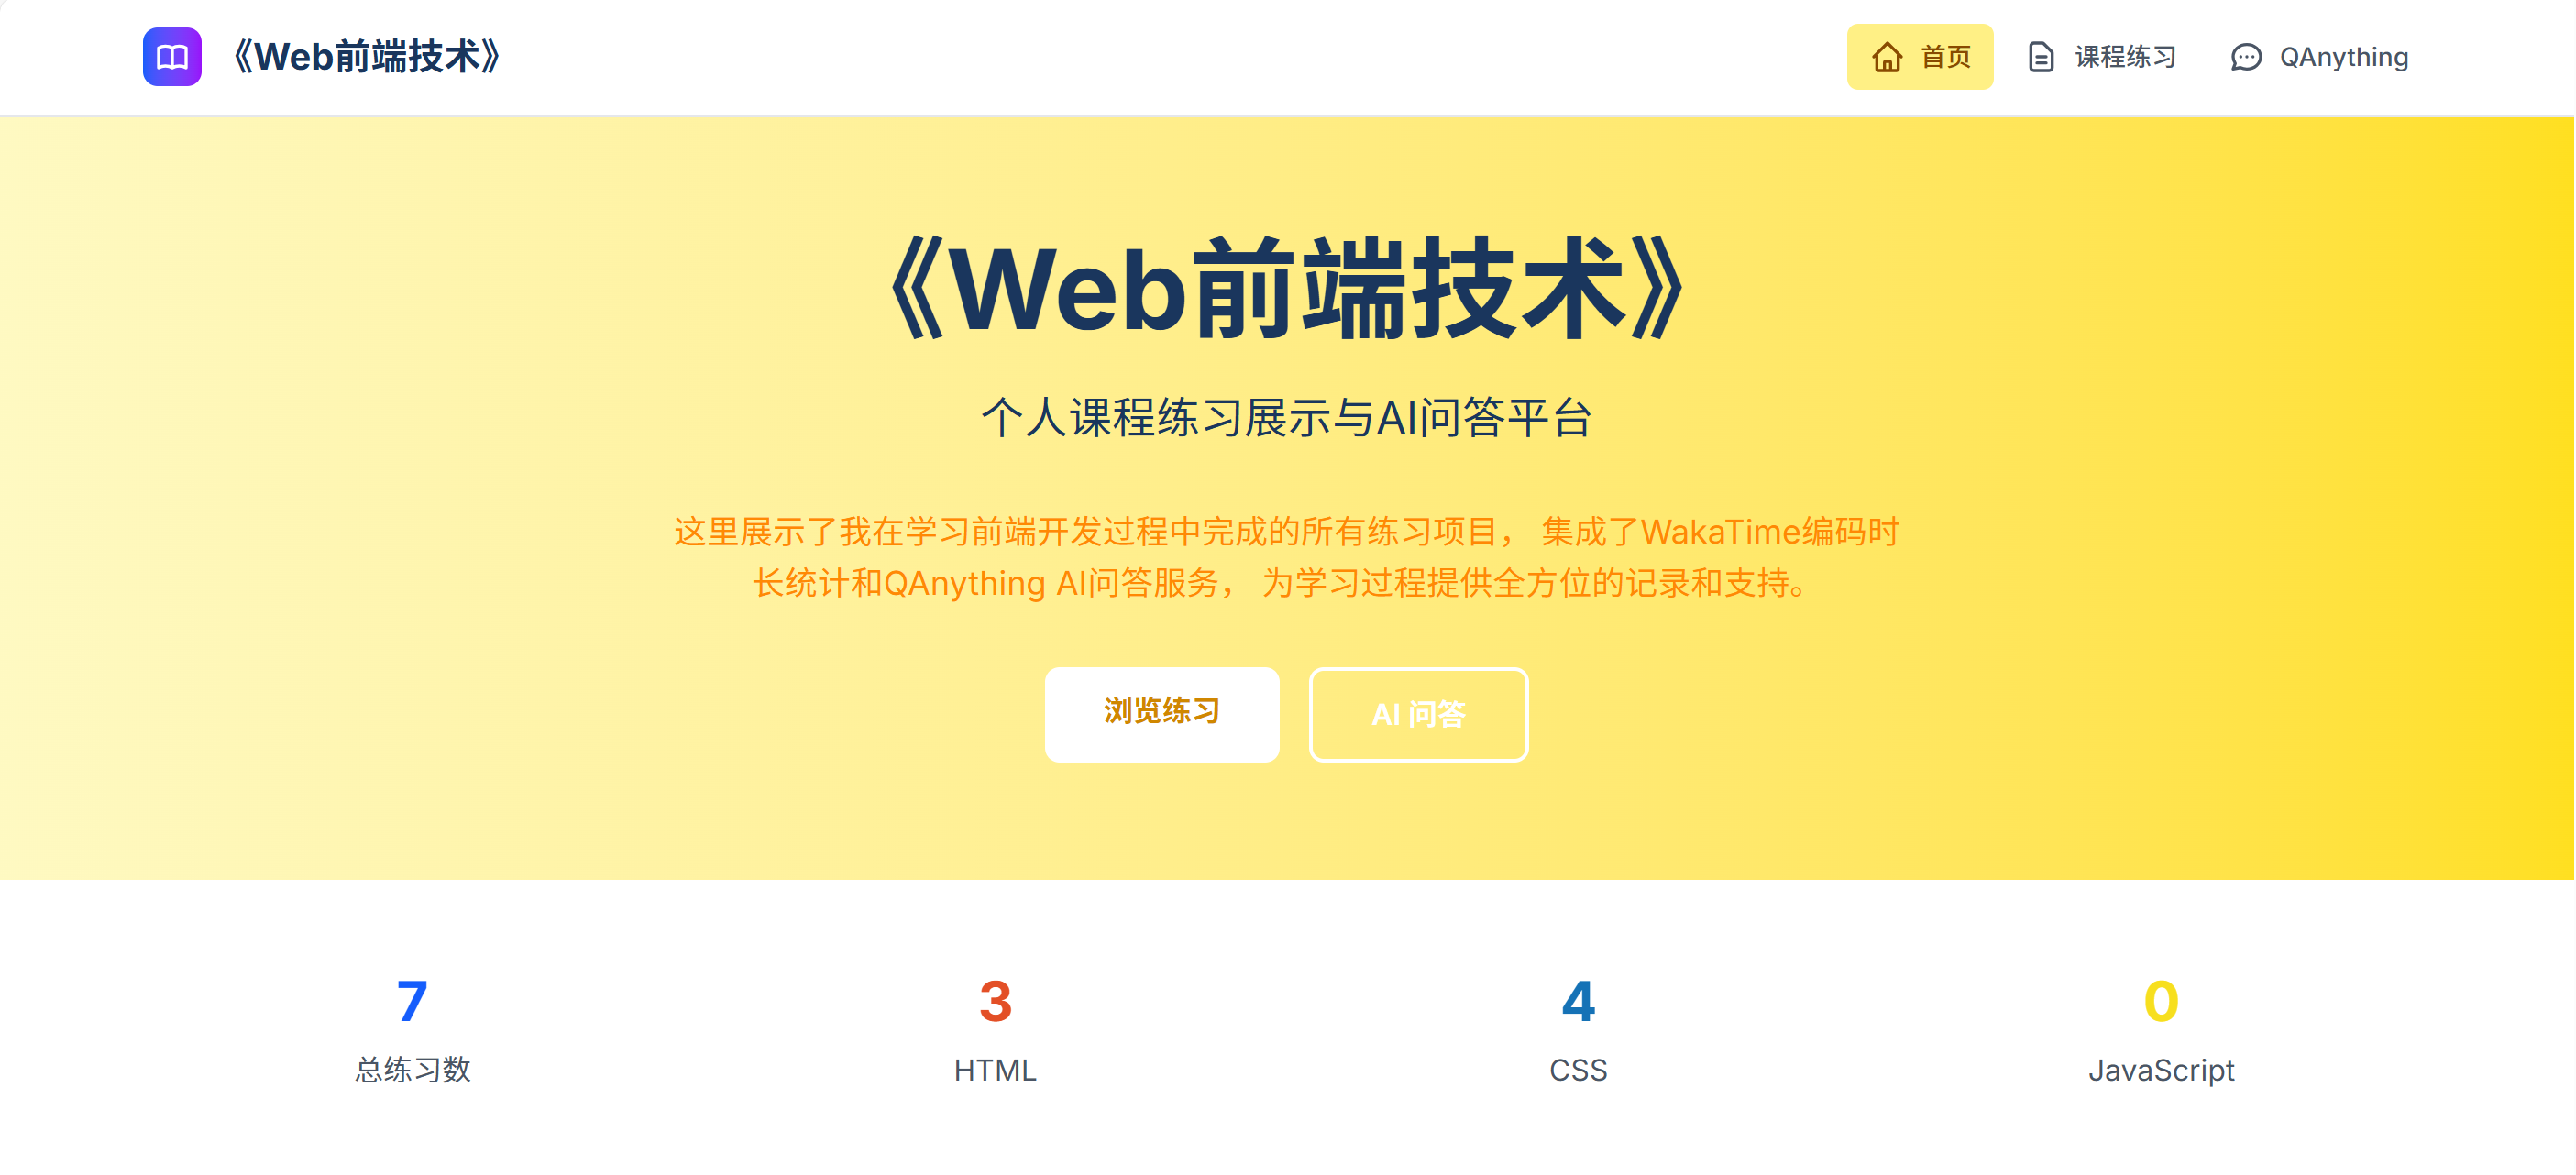 《Web前端技术》
首页
课程练习
QAnything
《Web前端技术》
个人课程练习展示与AI问答平台
这里展示了我在学习前端开发过程中完成的所有练习项目， 集成了WakaTime编码时
长统计和QAnything AI问答服务， 为学习过程提供全方位的记录和支持。
浏览练习
AI 问答
7
总练习数
3
HTML
4
CSS
0
JavaScript